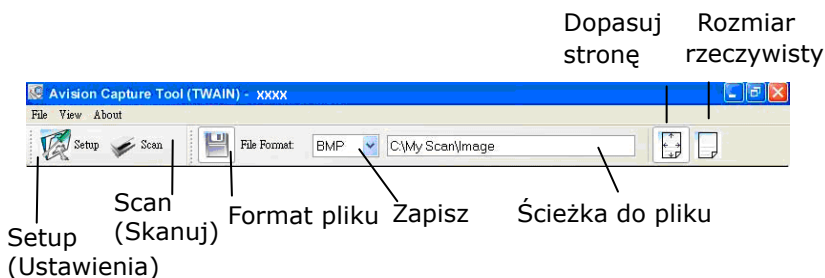 Dopasuj stronę
Rozmiar rzeczywisty
Avision Capture Tool (TWAIN) - xxxx
File View About
Setup Scan File Format: BMP C:\My Scan\Image
Setup (Ustawienia)
Scan (Skanuj)
Format pliku
Zapisz
Ścieżka do pliku